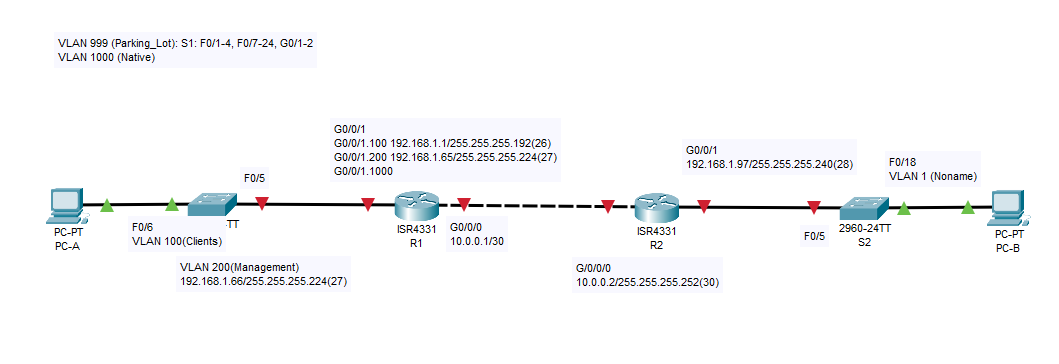 VLAN 999 (Parking_Lot): S1: F0/1-4, F0/7-24, G0/1-2
VLAN 1000 (Native)
G0/0/1
G0/0/1.100 192.168.1.1/255.255.255.192(26)
G0/0/1.200 192.168.1.65/255.255.255.224(27)
G0/0/1.1000
G0/0/1
192.168.1.97/255.255.255.240(28)
F0/18
VLAN 1 (Noname)
F0/5
PC-PT
PC-A
F0/6
VLAN 100(Clients)
TT
ISR4331
R1
G0/0/0
10.0.0.1/30
ISR4331
R2
F0/5
2960-24TT
S2
PC-PT
PC-B
VLAN 200(Management)
192.168.1.66/255.255.255.224(27)
G/0/0/0
10.0.0.2/255.255.255.252(30)